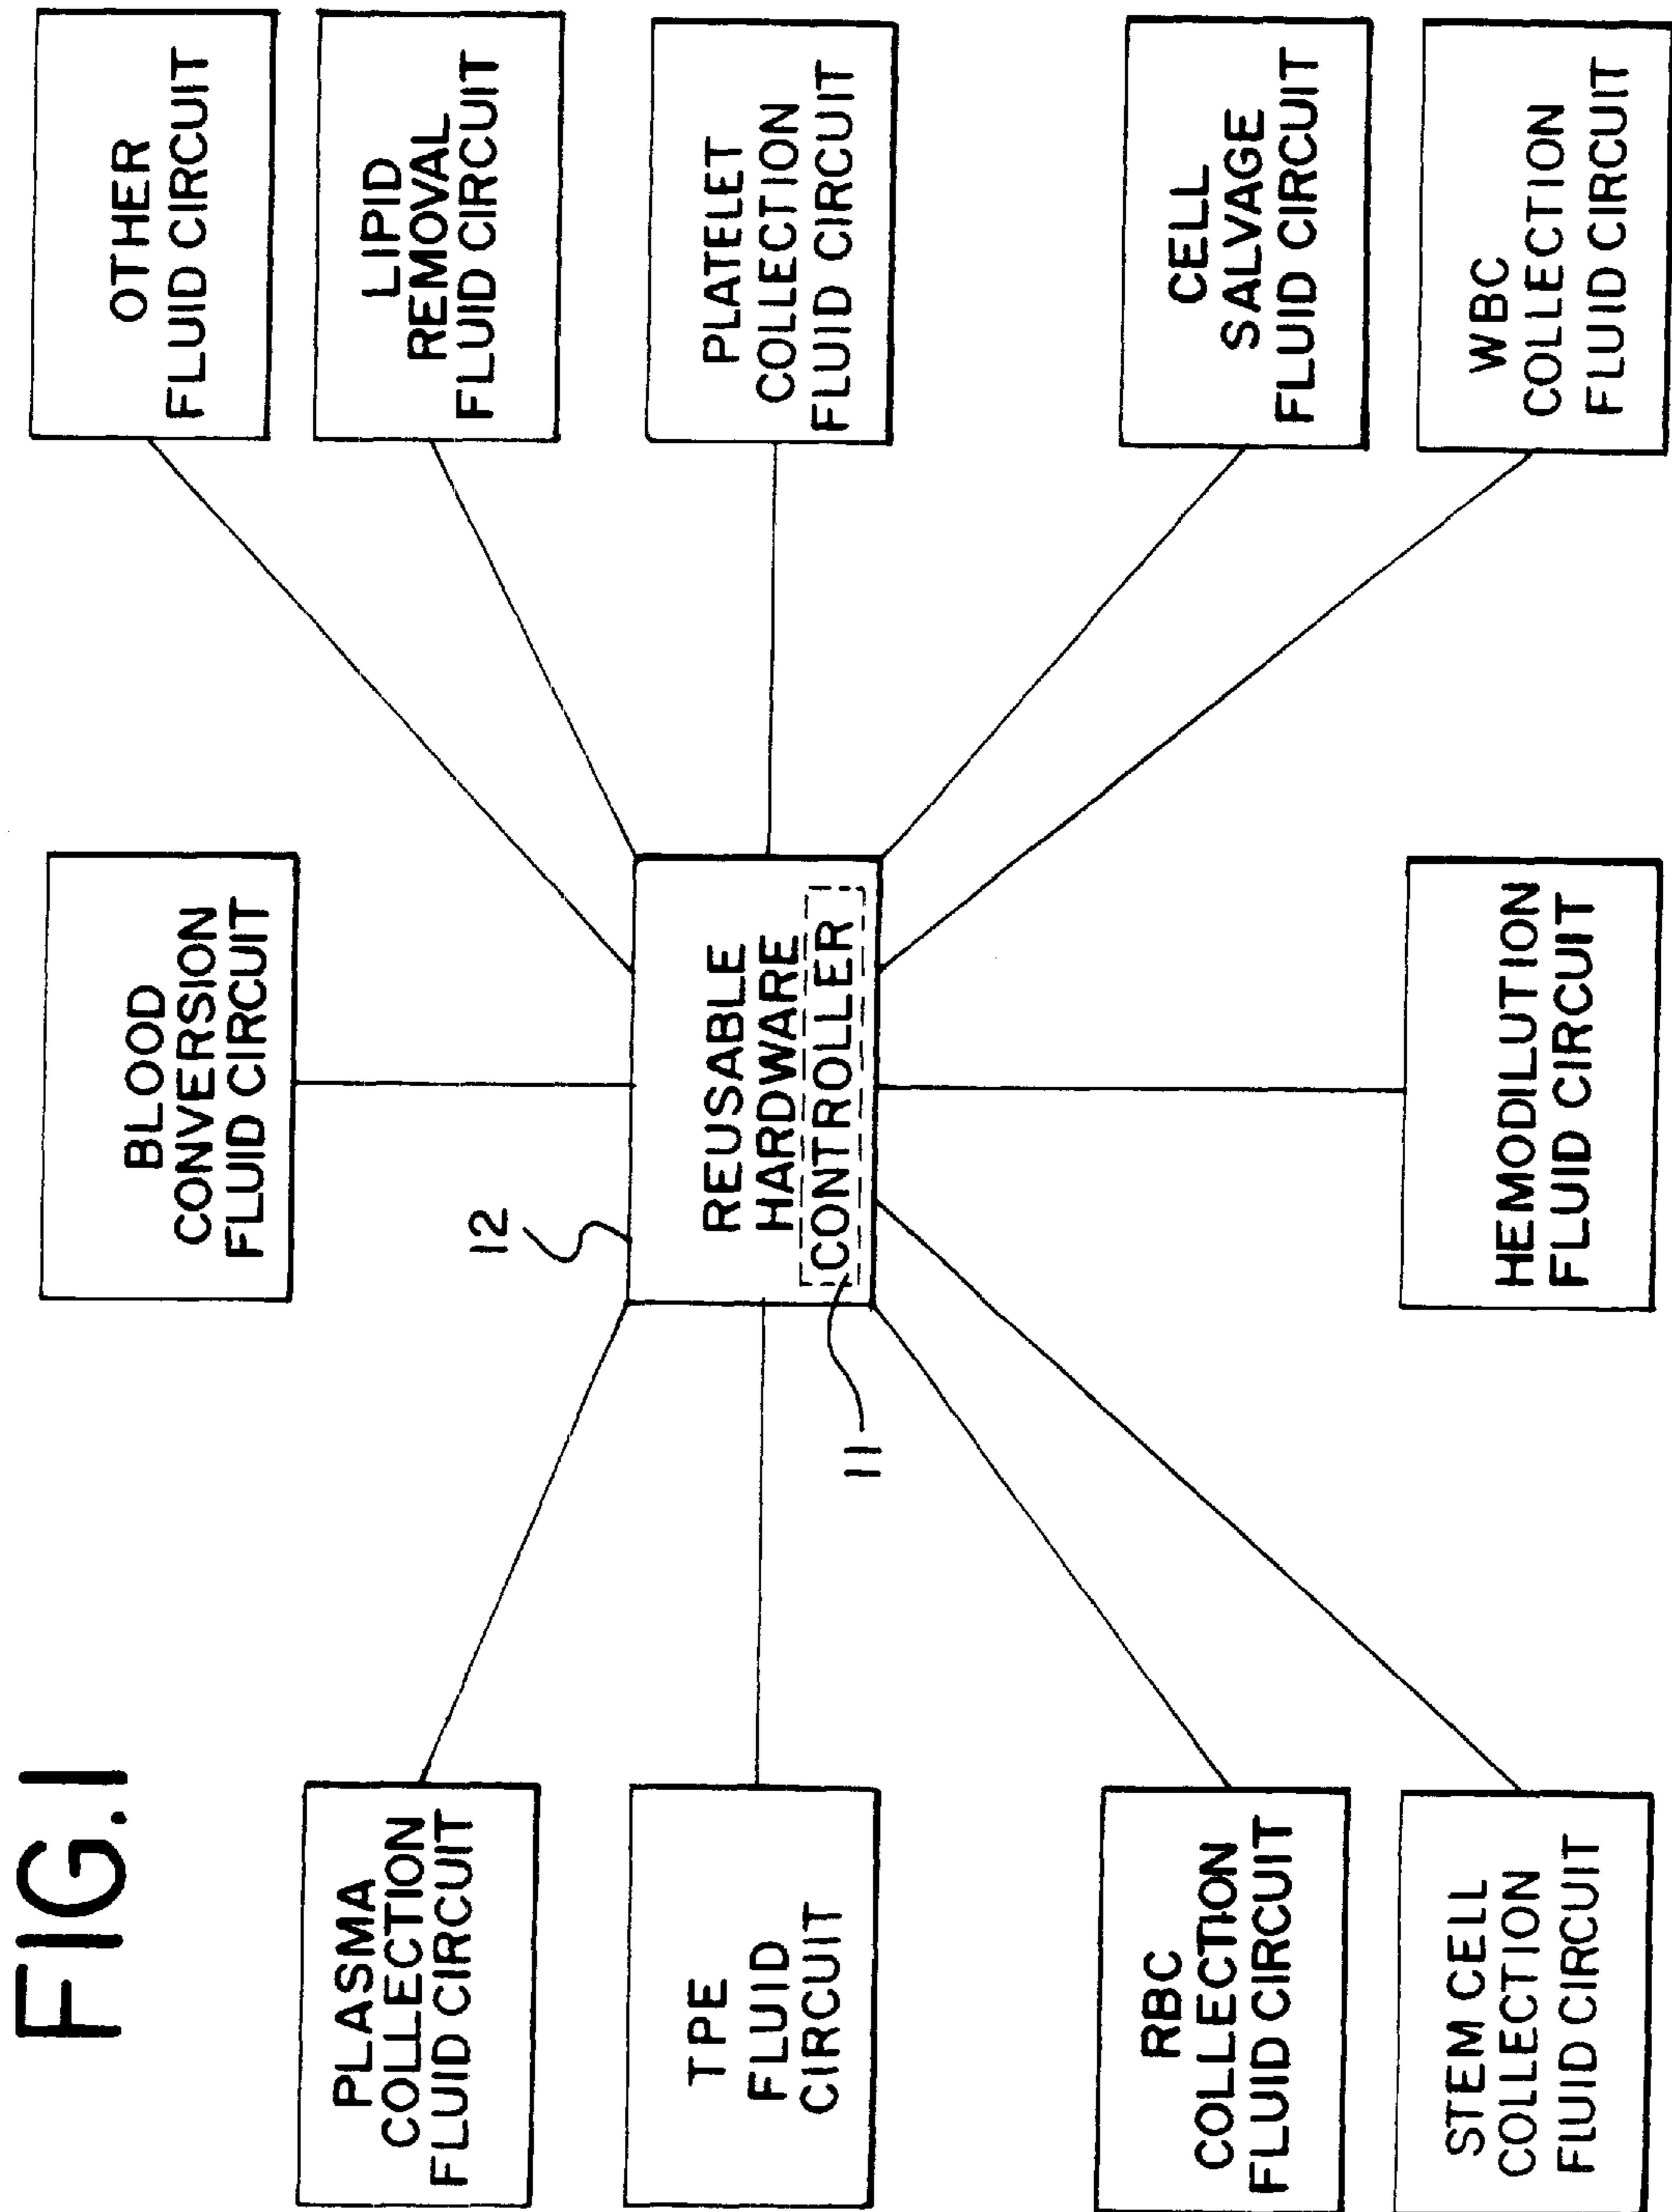 FIG.1
BLOOD
CONVERSION
FLUID CIRCUIT
OTHER
FLUID CIRCUIT
PLASMA
COLLECTION
FLUID CIRCUIT
LIPID
REMOVAL
FLUID CIRCUIT
12
TPE
FLUID
CIRCUIT
REUSABLE
HARDWARE
CONTROLLER
11
PLATELET
COLLECTION
FLUID CIRCUIT
RBC
COLLECTION
FLUID CIRCUIT
CELL
SALVAGE
FLUID CIRCUIT
STEM CELL
COLLECTION
FLUID CIRCUIT
HEMODILUTION
FLUID CIRCUIT
WBC
COLLECTION
FLUID CIRCUIT